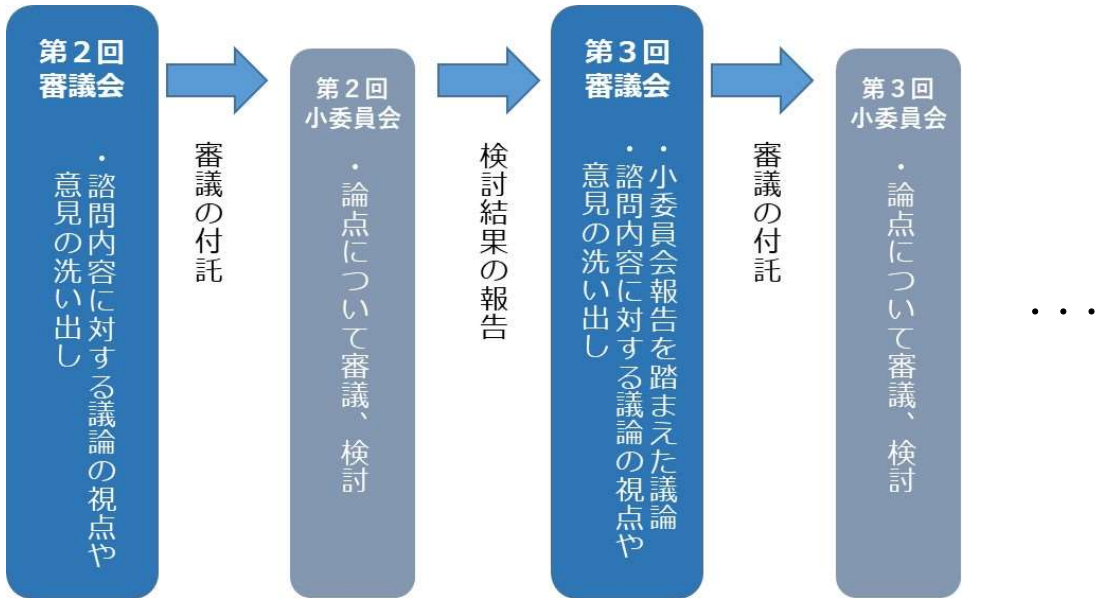 第２回
審議会
・諮問内容に対する議論の視点や
意見の洗い出し
審議の付託
第２回
小委員会
・論点について審議、検討
検討結果の報告
第３回
審議会
・小委員会報告を踏まえた議論
・諮問内容に対する議論の視点や
意見の洗い出し
審議の付託
第３回
小委員会
・論点について審議、検討
・・・